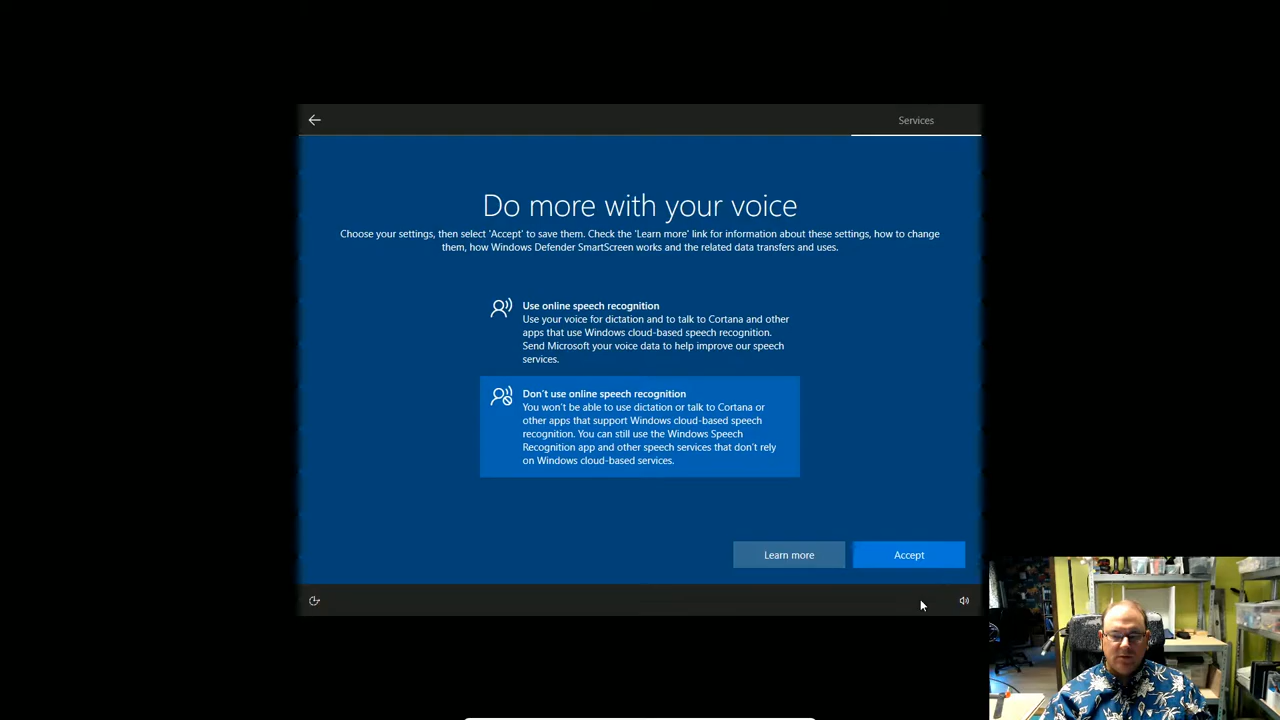 Services
Do more with your voice
Choose your settings, then select 'Accept' to save them. Check the 'Learn more' link for information about these settings, how to change
them, how Windows Defender SmartScreen works and the related data transfers and uses.
Use online speech recognition
Use your voice for dictation and to talk to Cortana and other
apps that use Windows cloud-based speech recognition.
Send Microsoft your voice data to help improve our speech
services.
Don't use online speech recognition
You won't be able to use dictation or talk to Cortana or
other apps that support Windows cloud-based speech
recognition. You can still use the Windows Speech
Recognition app and other speech services that don't rely
on Windows cloud-based services.
Learn more
Accept